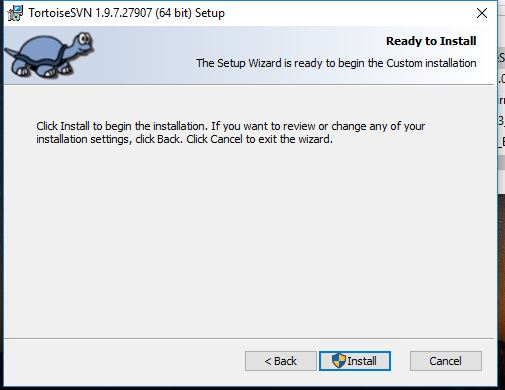 TortoiseSVN 1.9.7.27907 (64 bit) Setup
Ready to Install
The Setup Wizard is ready to begin the Custom installation
Click Install to begin the installation. If you want to review or change any of your
installation settings, click Back. Click Cancel to exit the wizard.
< Back
Install
Cancel